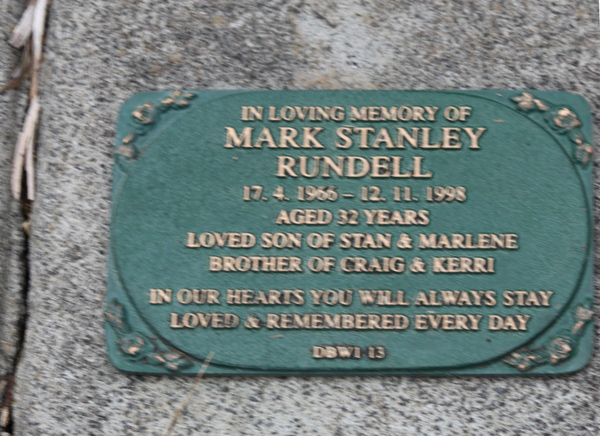 IN LOVING MEMORY OF
MARK STANLEY
RUNDELL
17. 4. 1966 – 12. 11. 1998
AGED 32 YEARS
LOVED SON OF STAN & MARLENE
BROTHER OF CRAIG & KERRI
IN OUR HEARTS YOU WILL ALWAYS STAY
LOVED & REMEMBERED EVERY DAY
DBW1 13